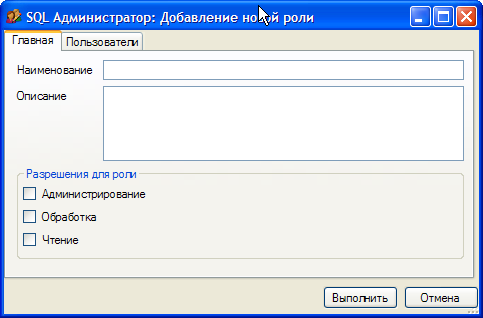 SQL Администратор: Добавление новой роли
Главная Пользователи
Наименование
Описание
Разрешения для роли
Администрирование
Обработка
Чтение
Выполнить Отмена